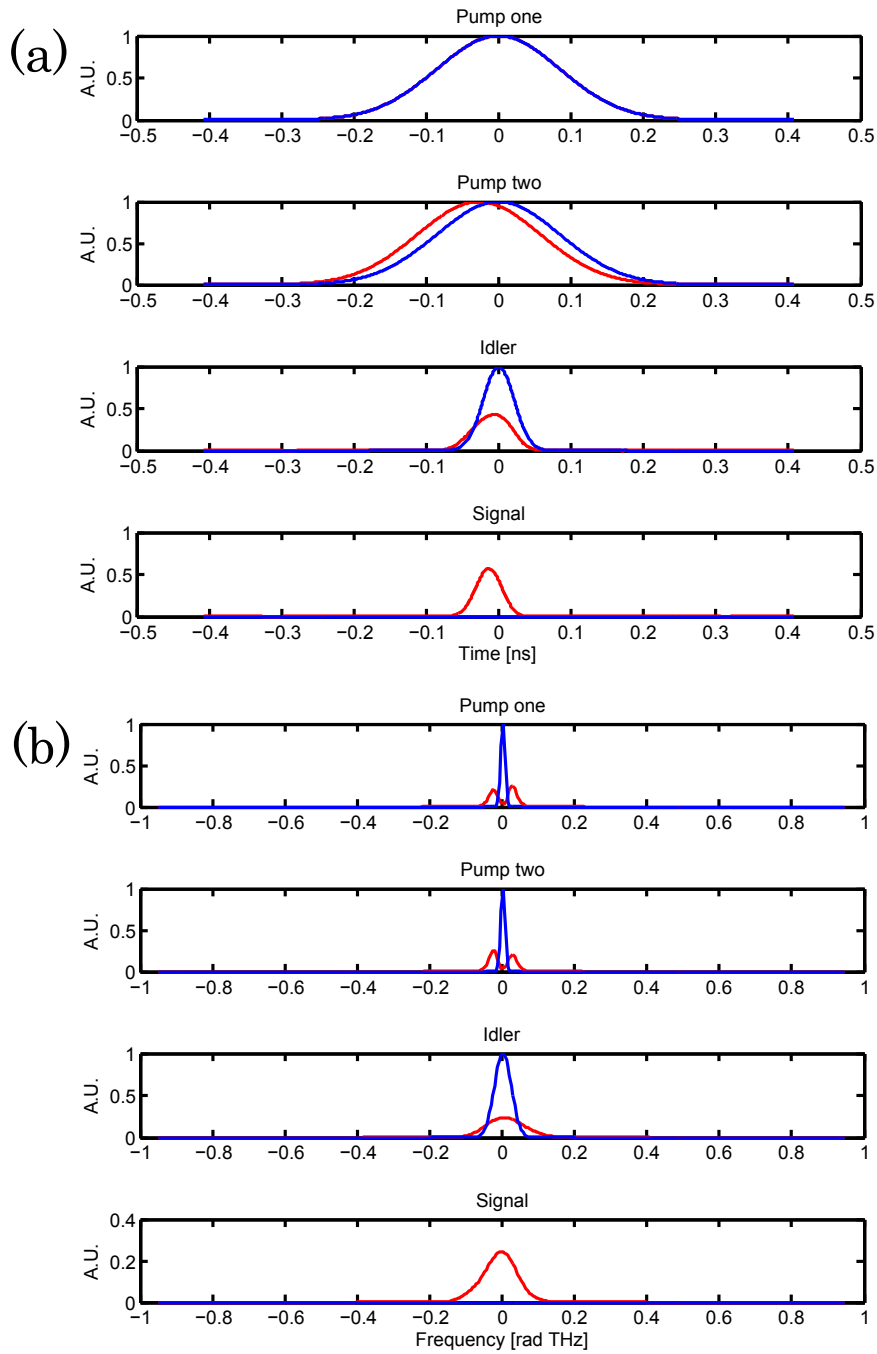 (a)
Pump one
A.U.
1
0.5
0
−0.5 −0.4 −0.3 −0.2 −0.1 0 0.1 0.2 0.3 0.4 0.5
Pump two
A.U.
1
0.5
0
−0.5 −0.4 −0.3 −0.2 −0.1 0 0.1 0.2 0.3 0.4 0.5
Idler
A.U.
1
0.5
0
−0.5 −0.4 −0.3 −0.2 −0.1 0 0.1 0.2 0.3 0.4 0.5
Signal
A.U.
1
0.5
0
−0.5 −0.4 −0.3 −0.2 −0.1 0 0.1 0.2 0.3 0.4 0.5
Time [ns]
(b)
Pump one
A.U.
1
0.5
0
−1 −0.8 −0.6 −0.4 −0.2 0 0.2 0.4 0.6 0.8 1
Pump two
A.U.
1
0.5
0
−1 −0.8 −0.6 −0.4 −0.2 0 0.2 0.4 0.6 0.8 1
Idler
A.U.
1
0.5
0
−1 −0.8 −0.6 −0.4 −0.2 0 0.2 0.4 0.6 0.8 1
Signal
A.U.
0.4
0.2
0
−1 −0.8 −0.6 −0.4 −0.2 0 0.2 0.4 0.6 0.8 1
Frequency [rad THz]